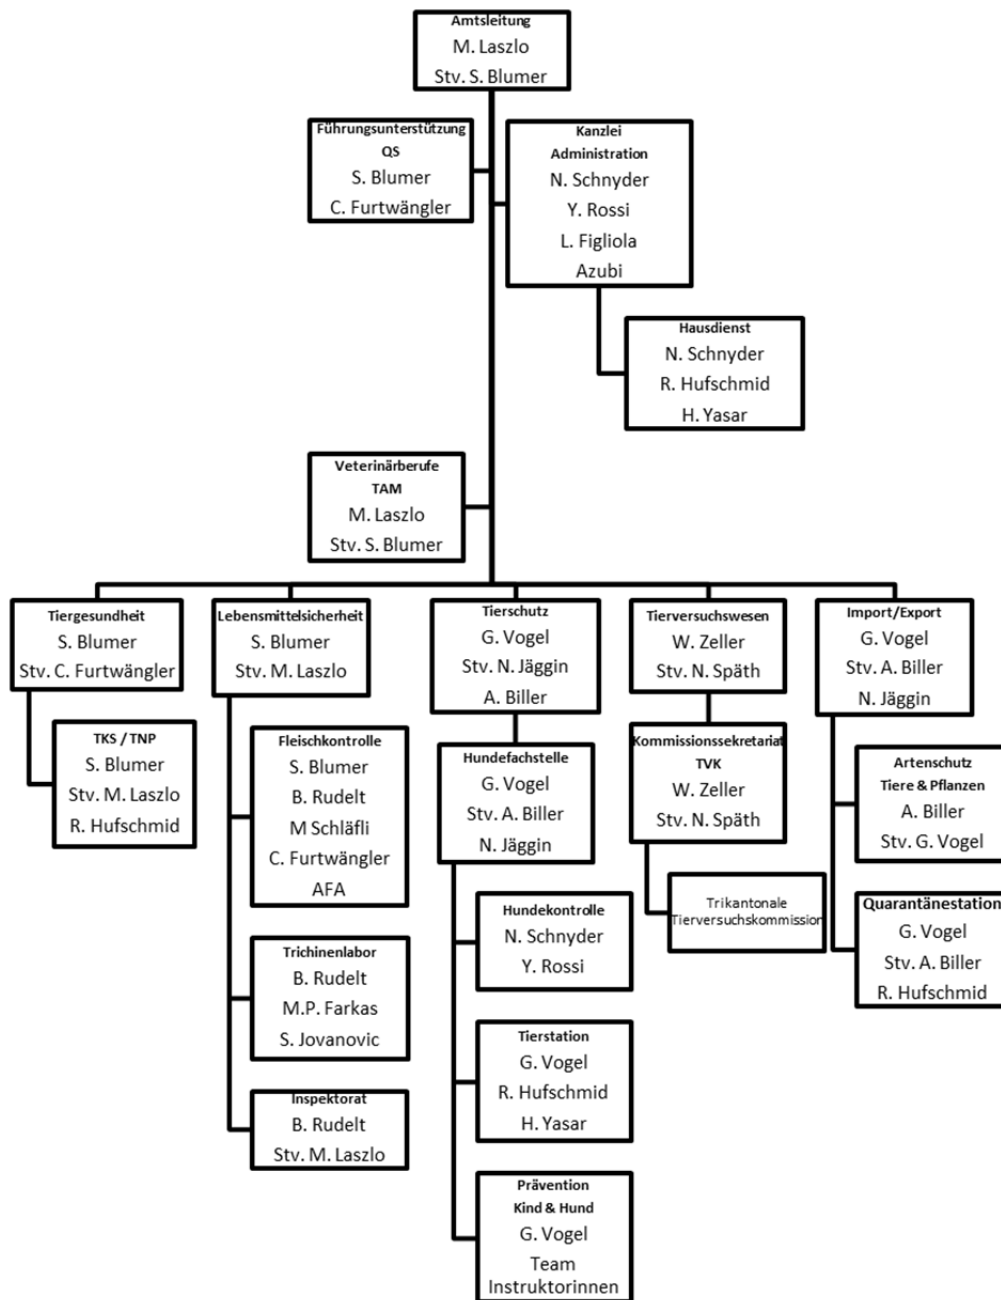 Amtsleitung
M. Laszlo
Stv. S. Blumer
Führungsunterstützung
QS
S. Blumer
C. Furtwängler
Kanzlei
Administration
N. Schnyder
Y. Rossi
L. Figliola
Azubi
Hausdienst
N. Schnyder
R. Hufschmid
H. Yasar
Veterinärberufe
TAM
M. Laszlo
Stv. S. Blumer
Tiergesundheit
S. Blumer
Stv. C. Furtwängler
TKS / TNP
S. Blumer
Stv. M. Laszlo
R. Hufschmid
Lebensmittelsicherheit
S. Blumer
Stv. M. Laszlo
Fleischkontrolle
S. Blumer
B. Rudelt
M Schläfli
C. Furtwängler
AFA
Trichinenlabor
B. Rudelt
M.P. Farkas
S. Jovanovic
Inspektorat
B. Rudelt
Stv. M. Laszlo
Tierschutz
G. Vogel
Stv. N. Jäggin
A. Biller
Hundefachstelle
G. Vogel
Stv. A. Biller
N. Jäggin
Hundekontrolle
N. Schnyder
Y. Rossi
Tierstation
G. Vogel
R. Hufschmid
H. Yasar
Prävention
Kind & Hund
G. Vogel
Team
Instruktorinnen
Tierversuchswesen
W. Zeller
Stv. N. Späth
Kommissionssekretariat
TVK
W. Zeller
Stv. N. Späth
Trikantonale
Tierversuchskommission
Import/Export
G. Vogel
Stv. A. Biller
N. Jäggin
Artenschutz
Tiere & Pflanzen
A. Biller
Stv. G. Vogel
Quarantänestation
G. Vogel
Stv. A. Biller
R. Hufschmid